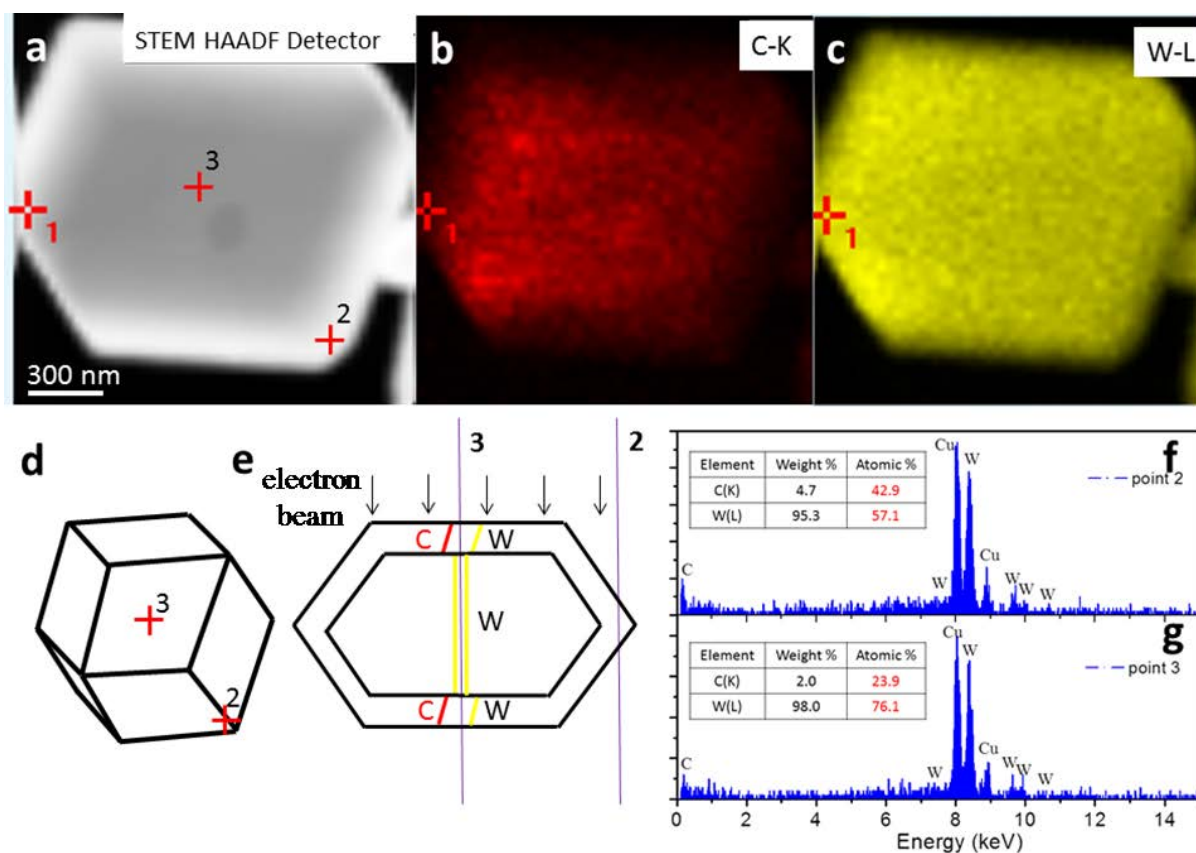 a
STEM HAADF Detector
3
1
2
300 nm
b
C-K
1
c
W-L
1
d
3
2
e
3
2
electron
beam
C
W
W
C
W
f
Element Weight % Atomic %
C(K) 4.7 42.9
W(L) 95.3 57.1
point 2
C
W
Cu
W
Cu
W
W
W
g
Element Weight % Atomic %
C(K) 2.0 23.9
W(L) 98.0 76.1
point 3
C
W
Cu
W
Cu
W
W
W
0 2 4 6 8 10 12 14
Energy (keV)